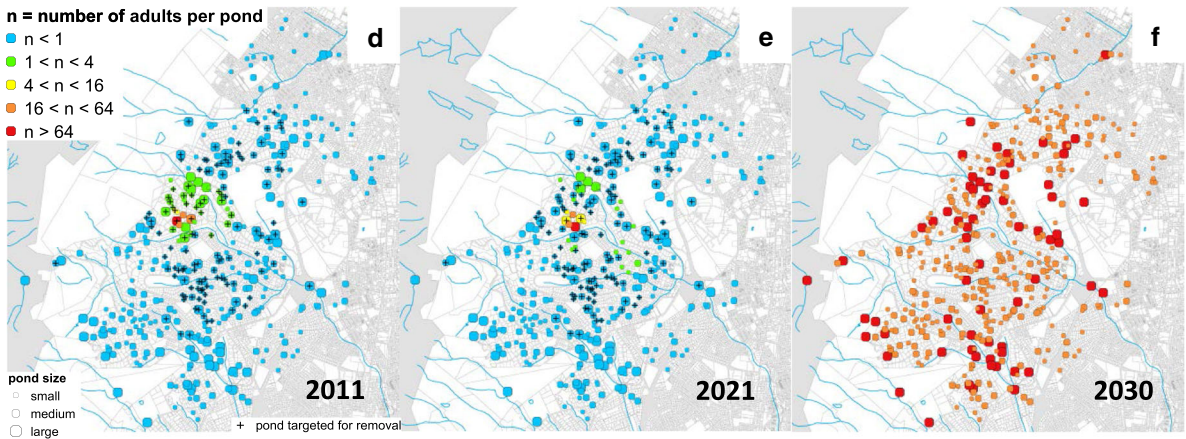 n = number of adults per pond
n < 1
1 < n < 4
4 < n < 16
16 < n < 64
n > 64
d
e
f
pond size
small
medium
large
2011
2021
2030
+ pond targeted for removal